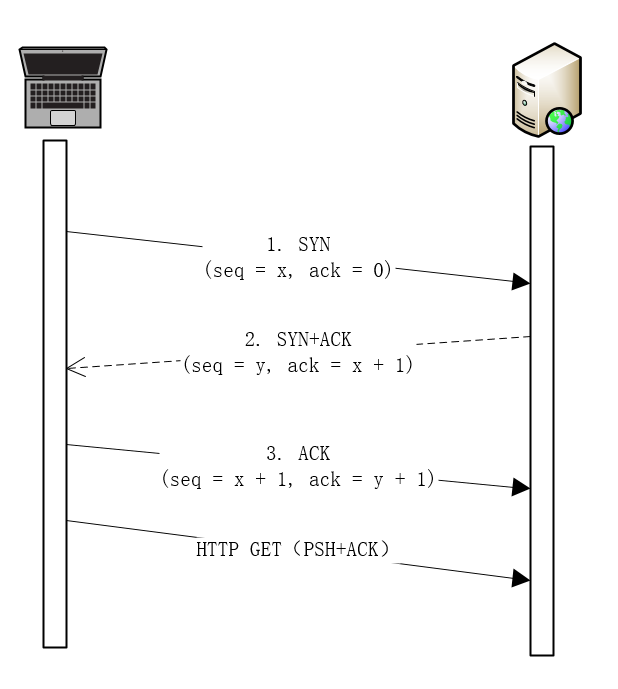 1. SYN
(seq = x, ack = 0)
2. SYN+ACK
(seq = y, ack = x + 1)
3. ACK
(seq = x + 1, ack = y + 1)
HTTP GET（PSH+ACK）